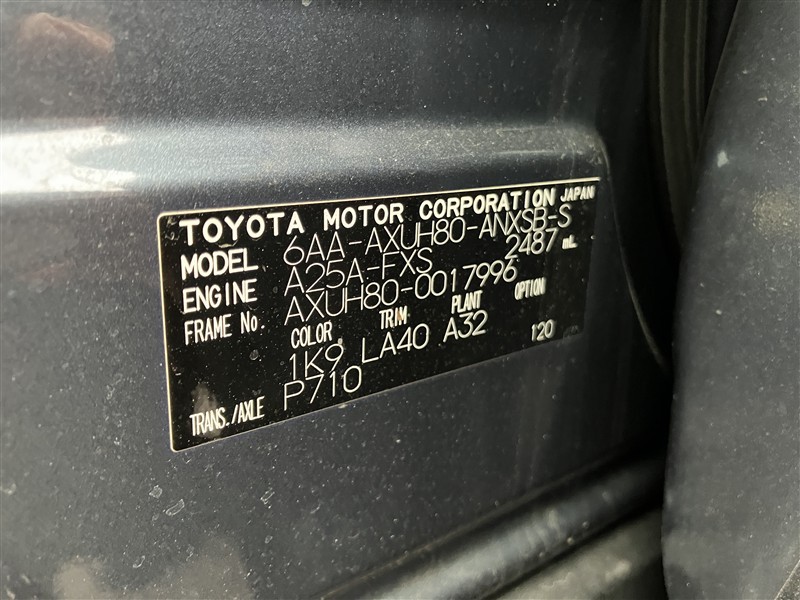 TOYOTA MOTOR CORPORATION JAPAN
MODEL 6AA-AXUH80-ANXSB-S
ENGINE A25A-FXS 2487 mL
FRAME No. AXUH80-0017996
COLOR TRIM PLANT OPTION
1K9 LA40 A32 120
TRANS./AXLE P710